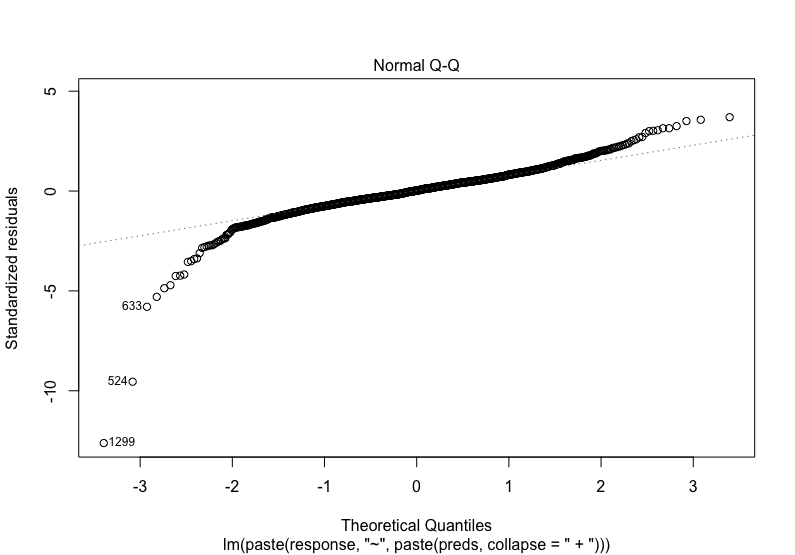 Normal Q-Q
5
0
-5
-10
Standardized residuals
633
524
1299
-3 -2 -1 0 1 2 3
Theoretical Quantiles
lm(paste(response, "~", paste(preds, collapse = " + ")))